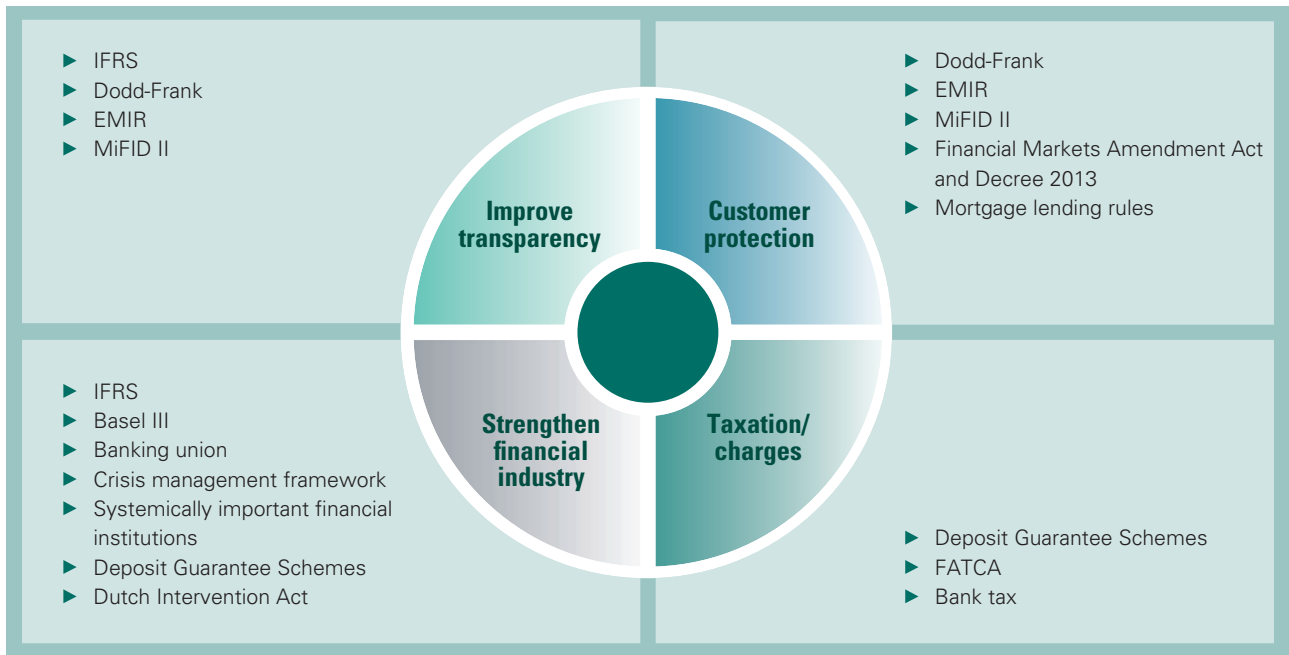 IFRS
Dodd-Frank
EMIR
MiFID II
Improve
transparency
Dodd-Frank
EMIR
MiFID II
Financial Markets Amendment Act
and Decree 2013
Mortgage lending rules
Customer
protection
IFRS
Basel III
Banking union
Crisis management framework
Systemically important financial
institutions
Deposit Guarantee Schemes
Dutch Intervention Act
Strengthen
financial
industry
Taxation/
charges
Deposit Guarantee Schemes
FATCA
Bank tax